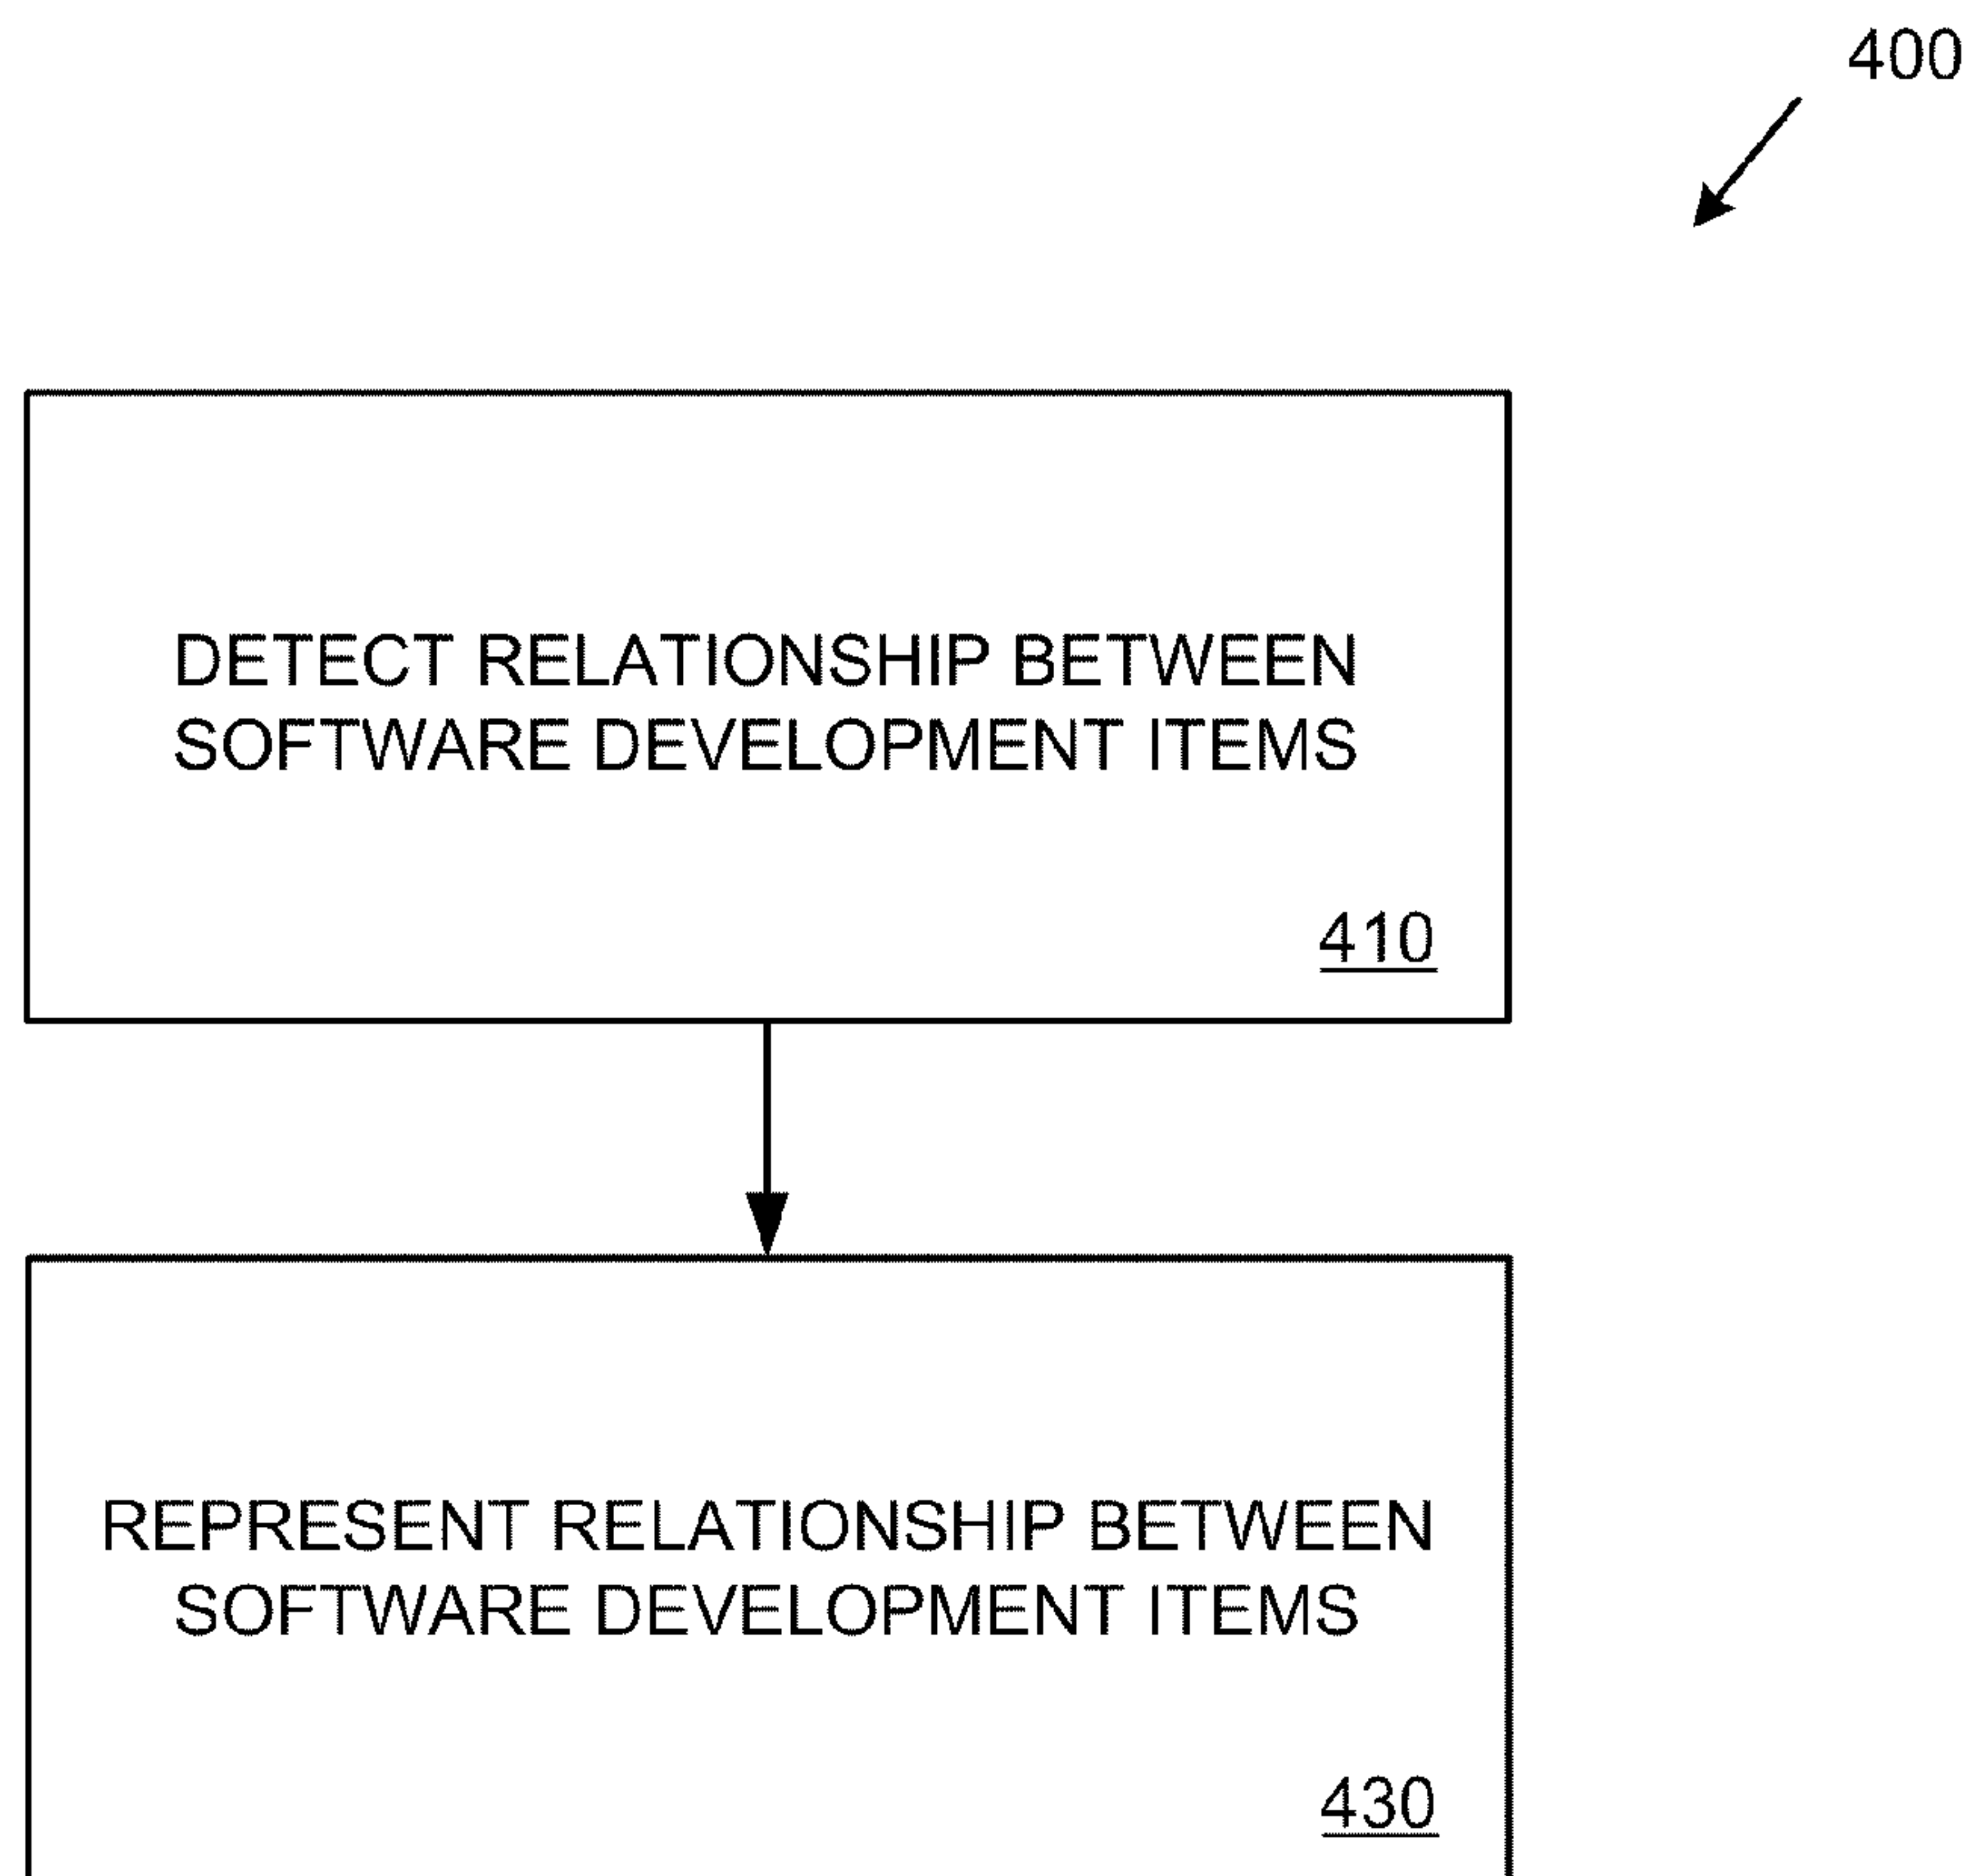 400
DETECT RELATIONSHIP BETWEEN
SOFTWARE DEVELOPMENT ITEMS
410
REPRESENT RELATIONSHIP BETWEEN
SOFTWARE DEVELOPMENT ITEMS
430